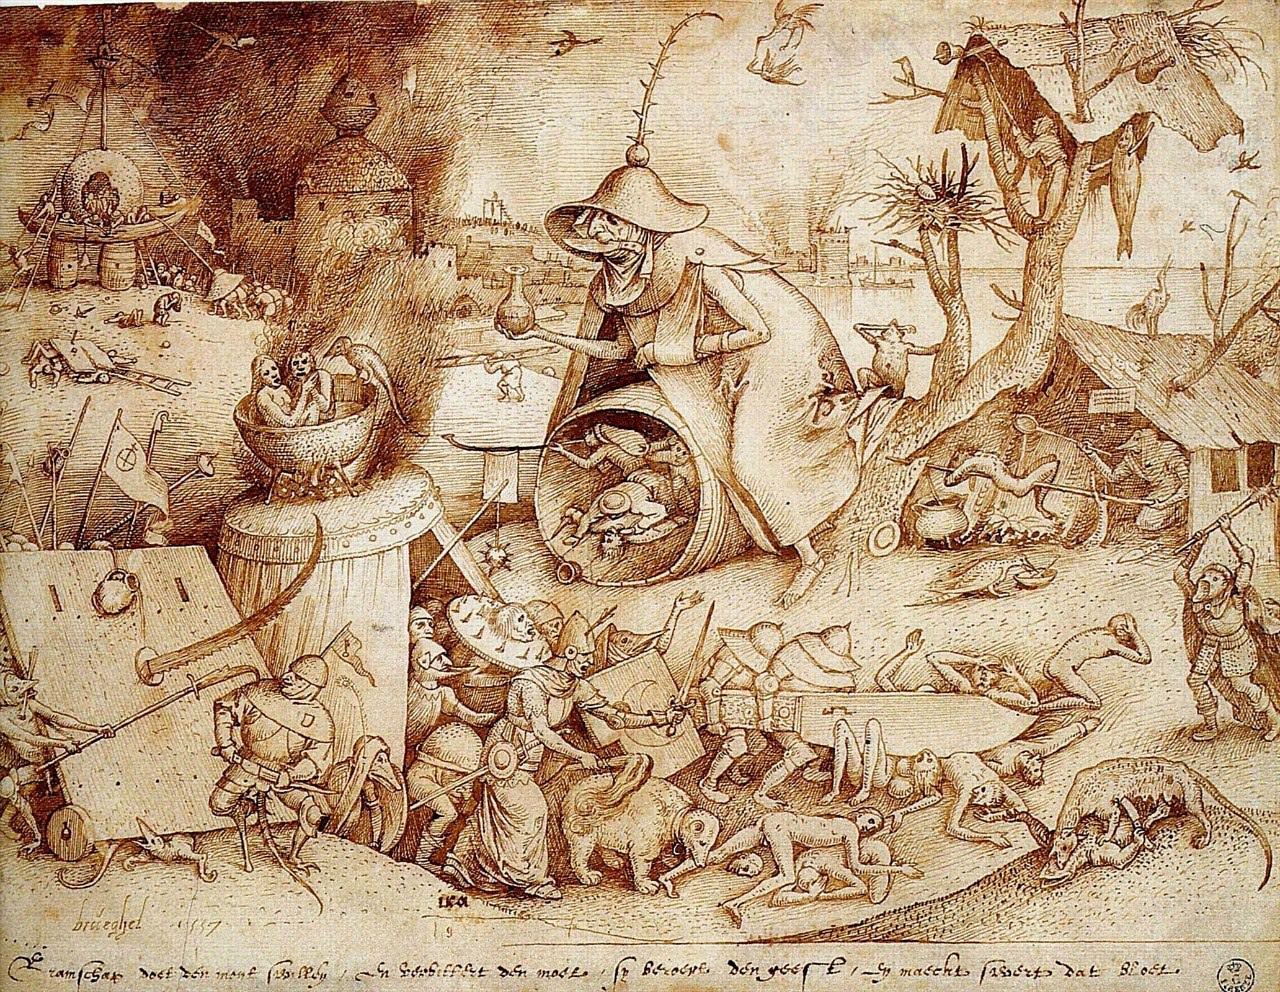 brueghel 1557
IRA
Gramschap doet den mont swillen / En verbittert den moet / sy beroert den geest / En maeckt swert dat bloet .